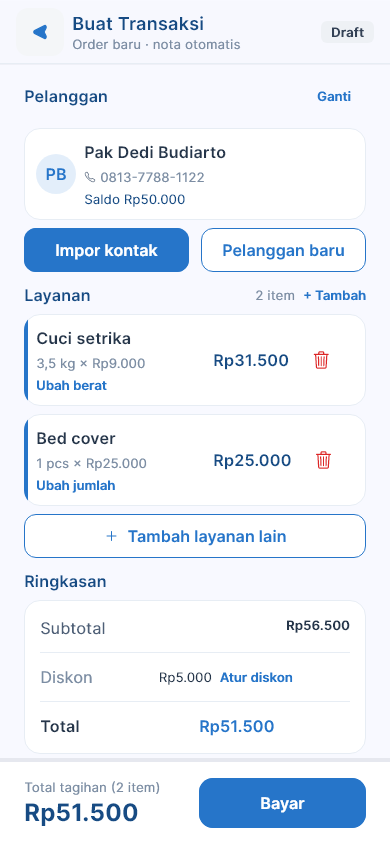 Buat Transaksi
Order baru · nota otomatis
Draft
Pelanggan
Ganti
PB
Pak Dedi Budiarto
0813-7788-1122
Saldo Rp50.000
Impor kontak
Pelanggan baru
Layanan
2 item
+ Tambah
Cuci setrika
3,5 kg × Rp9.000
Ubah berat
Rp31.500
Bed cover
1 pcs × Rp25.000
Ubah jumlah
Rp25.000
+ Tambah layanan lain
Ringkasan
Subtotal
Rp56.500
Diskon
Rp5.000
Atur diskon
Total
Rp51.500
Total tagihan (2 item)
Rp51.500
Bayar